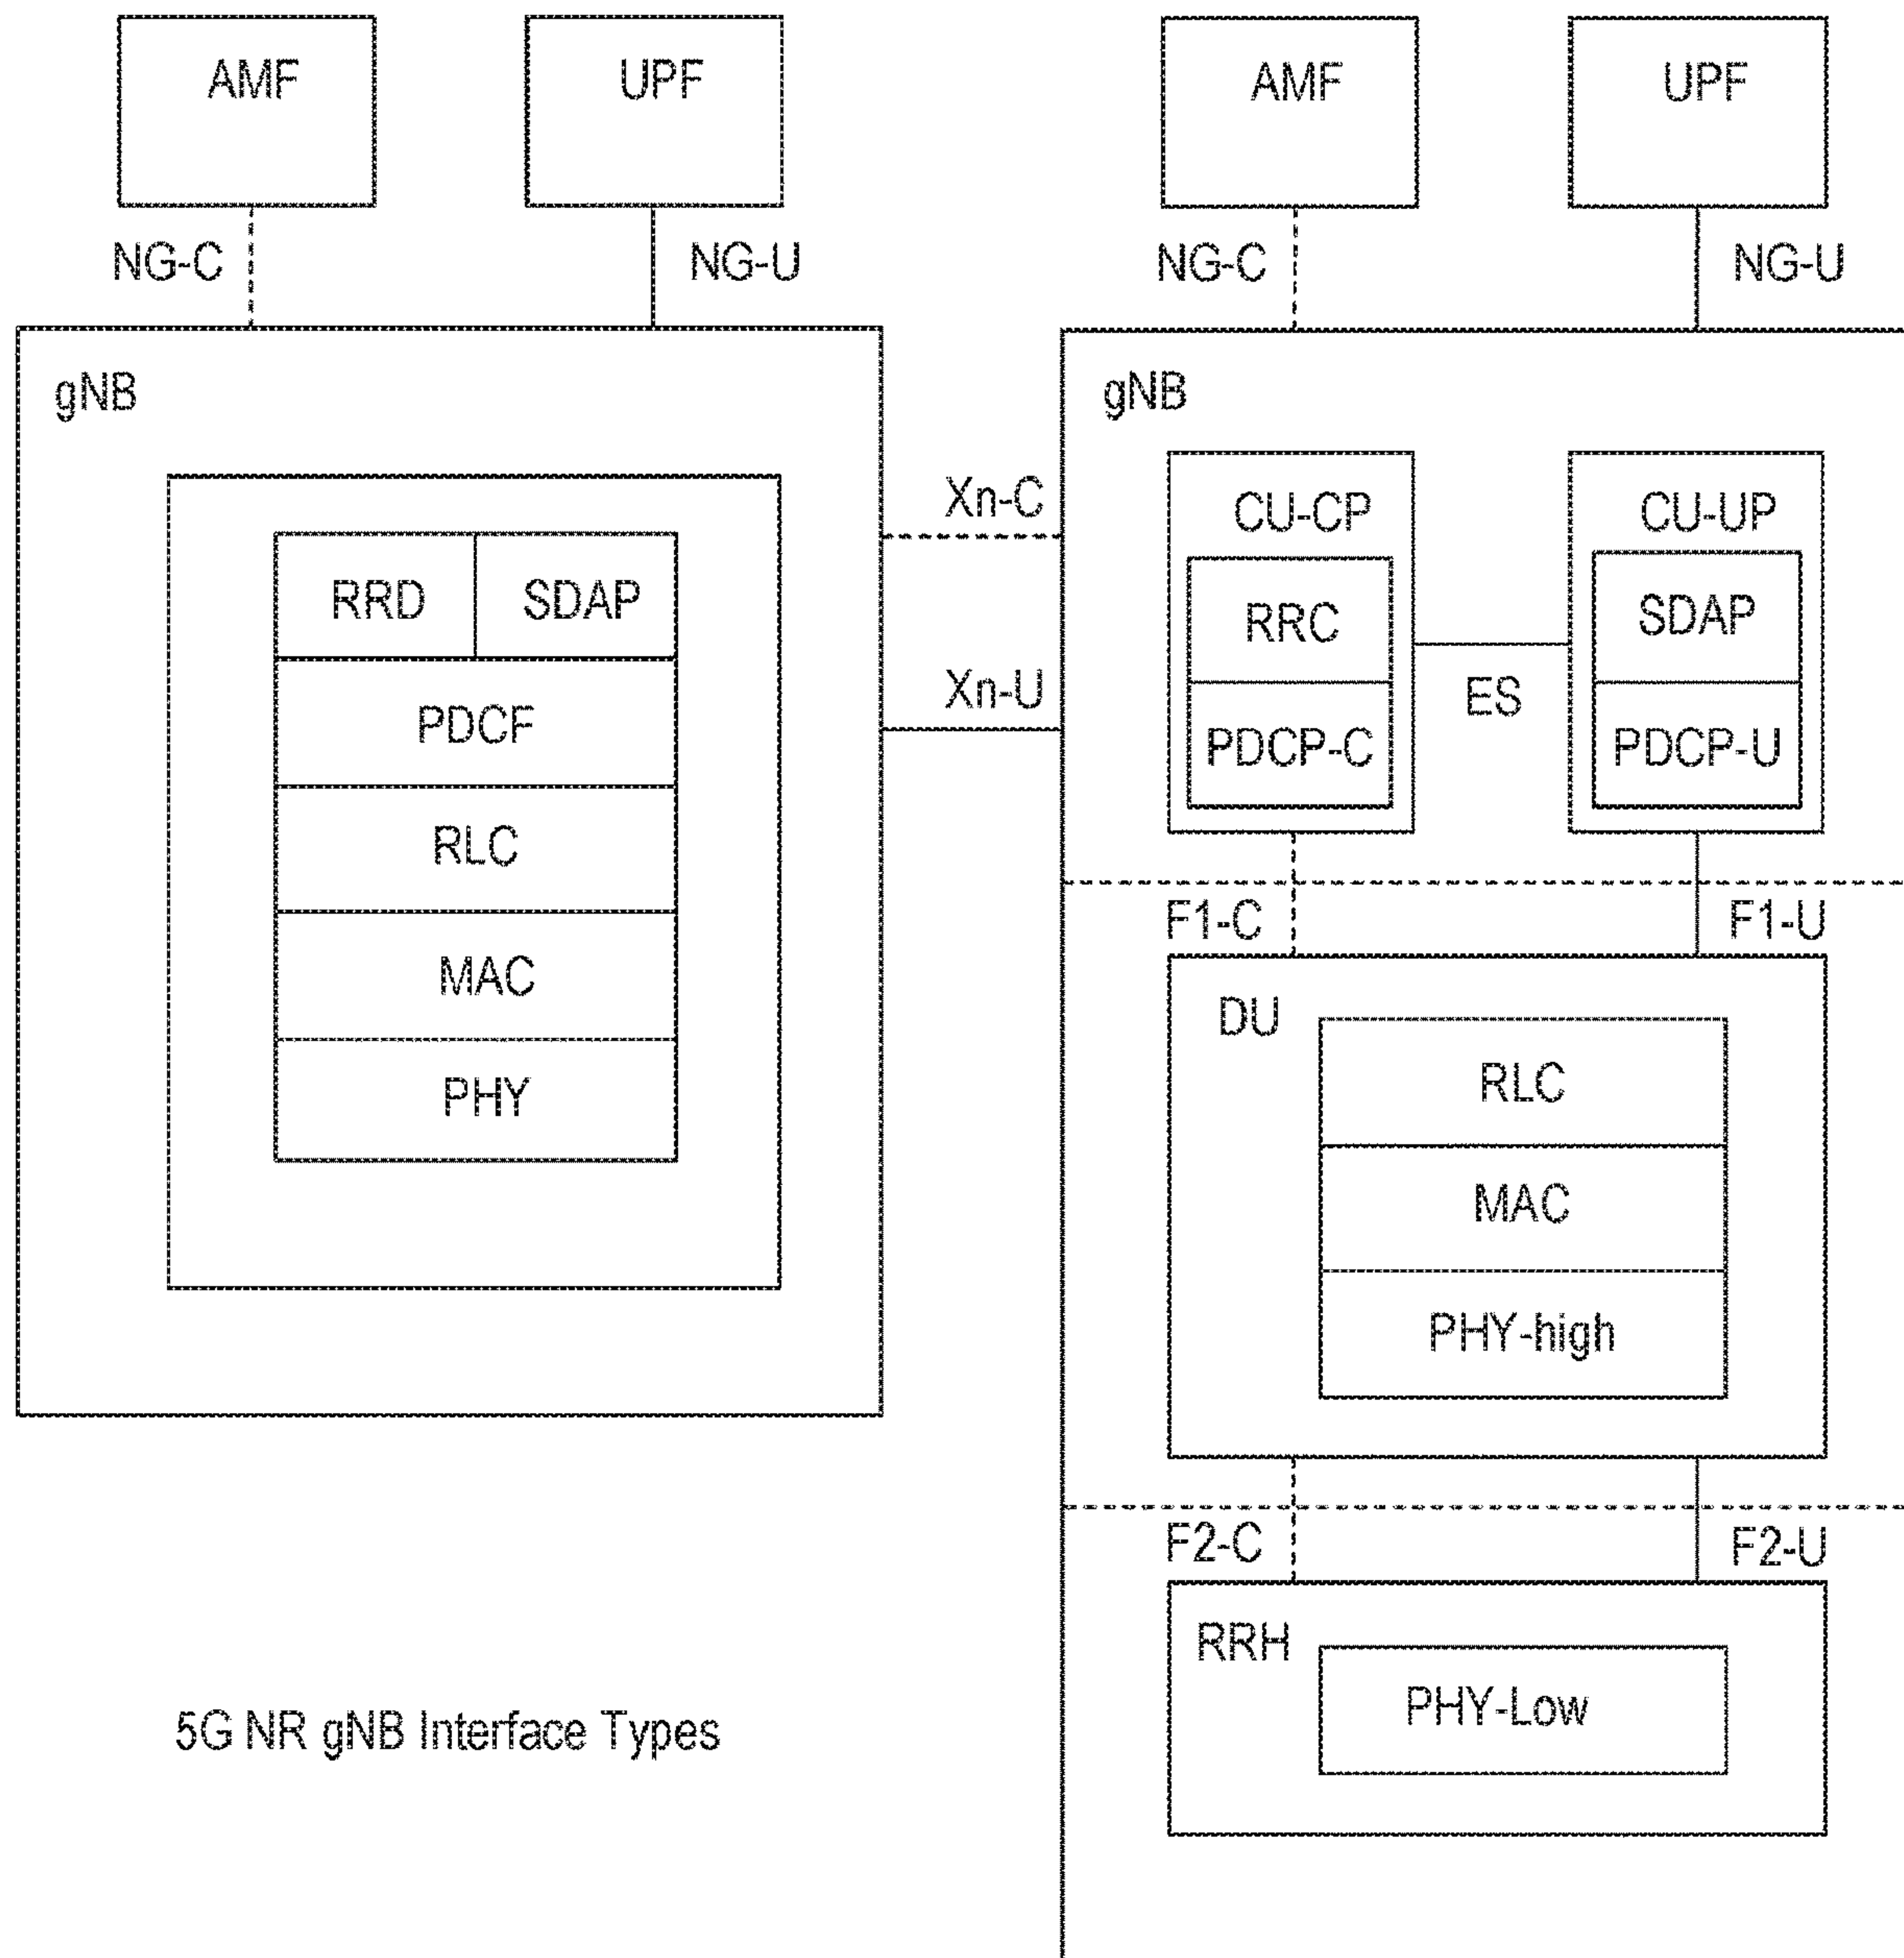 AMF
UPF
NG-C
NG-U
gNB
RRD
SDAP
PDCF
RLC
MAC
PHY
Xn-C
Xn-U
AMF
UPF
NG-C
NG-U
gNB
CU-CP
RRC
PDCP-C
ES
CU-UP
SDAP
PDCP-U
F1-C
F1-U
DU
RLC
MAC
PHY-high
F2-C
F2-U
RRH
PHY-Low
5G NR gNB Interface Types